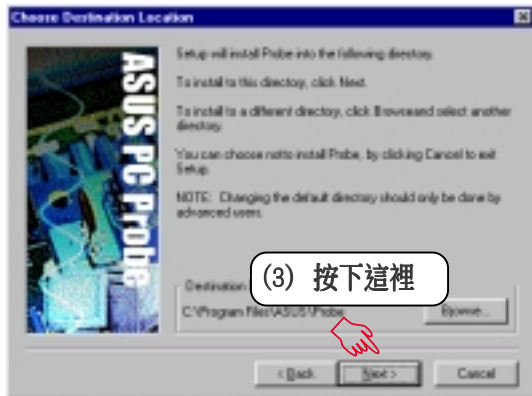 Choose Destination Location
ASUS PC Probe
Setup will install Probe into the following directory.
To install to this directory, click Next.
To install to a different directory, click Browse and select another
directory.
You can choose not to install Probe, by clicking Cancel to exit
Setup.
NOTE: Changing the default directory should only be done by
advanced users.
Destination
(3) 按下這裡
C:\Program Files\ASUS\Probe
Browse...
< Back
Next >
Cancel